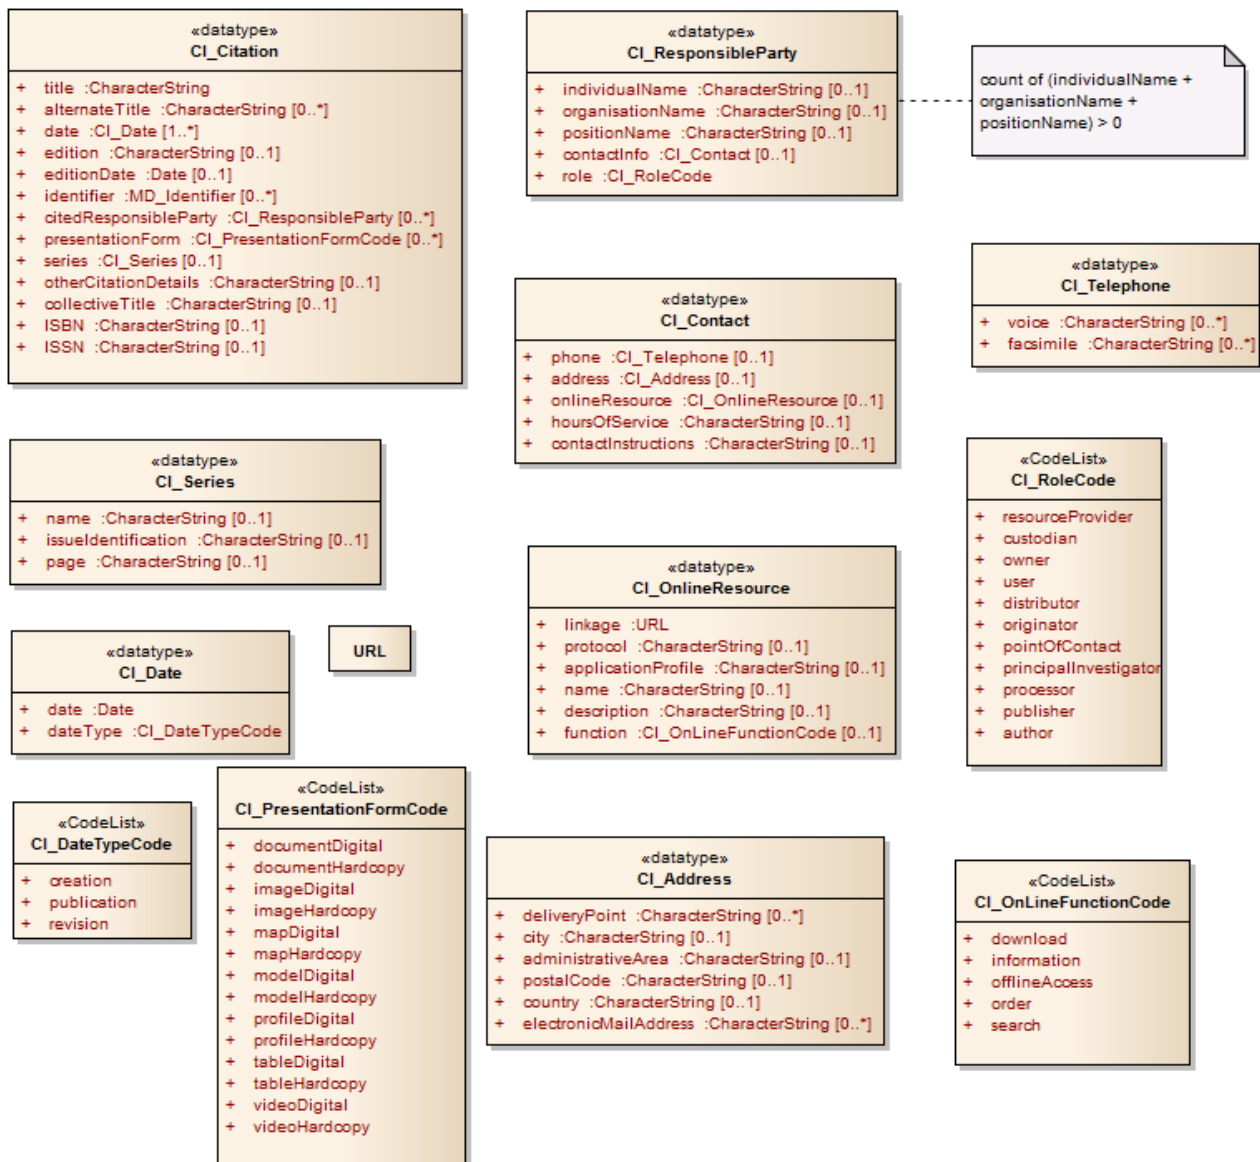 «datatype»
CI_Citation
+ title :CharacterString
+ alternateTitle :CharacterString [0..*]
+ date :CI_Date [1..*]
+ edition :CharacterString [0..1]
+ editionDate :Date [0..1]
+ identifier :MD_Identifier [0..*]
+ citedResponsibleParty :CI_ResponsibleParty [0..*]
+ presentationForm :CI_PresentationFormCode [0..*]
+ series :CI_Series [0..1]
+ otherCitationDetails :CharacterString [0..1]
+ collectiveTitle :CharacterString [0..1]
+ ISBN :CharacterString [0..1]
+ ISSN :CharacterString [0..1]
«datatype»
CI_ResponsibleParty
+ individualName :CharacterString [0..1]
+ organisationName :CharacterString [0..1]
+ positionName :CharacterString [0..1]
+ contactInfo :CI_Contact [0..1]
+ role :CI_RoleCode
count of (individualName +
organisationName +
positionName) > 0
«datatype»
CI_Telephone
+ voice :CharacterString [0..*]
+ facsimile :CharacterString [0..*]
«datatype»
CI_Contact
+ phone :CI_Telephone [0..1]
+ address :CI_Address [0..1]
+ onlineResource :CI_OnlineResource [0..1]
+ hoursOfService :CharacterString [0..1]
+ contactInstructions :CharacterString [0..1]
«datatype»
CI_Series
+ name :CharacterString [0..1]
+ issueIdentification :CharacterString [0..1]
+ page :CharacterString [0..1]
«CodeList»
CI_RoleCode
+ resourceProvider
+ custodian
+ owner
+ user
+ distributor
+ originator
+ pointOfContact
+ principalInvestigator
+ processor
+ publisher
+ author
«datatype»
CI_OnlineResource
+ linkage :URL
+ protocol :CharacterString [0..1]
+ applicationProfile :CharacterString [0..1]
+ name :CharacterString [0..1]
+ description :CharacterString [0..1]
+ function :CI_OnLineFunctionCode [0..1]
«datatype»
CI_Date
+ date :Date
+ dateType :CI_DateTypeCode
URL
«CodeList»
CI_DateTypeCode
+ creation
+ publication
+ revision
«CodeList»
CI_PresentationFormCode
+ documentDigital
+ documentHardcopy
+ imageDigital
+ imageHardcopy
+ mapDigital
+ mapHardcopy
+ modelDigital
+ modelHardcopy
+ profileDigital
+ profileHardcopy
+ tableDigital
+ tableHardcopy
+ videoDigital
+ videoHardcopy
«datatype»
CI_Address
+ deliveryPoint :CharacterString [0..*]
+ city :CharacterString [0..1]
+ administrativeArea :CharacterString [0..1]
+ postalCode :CharacterString [0..1]
+ country :CharacterString [0..1]
+ electronicMailAddress :CharacterString [0..*]
«CodeList»
CI_OnLineFunctionCode
+ download
+ information
+ offlineAccess
+ order
+ search